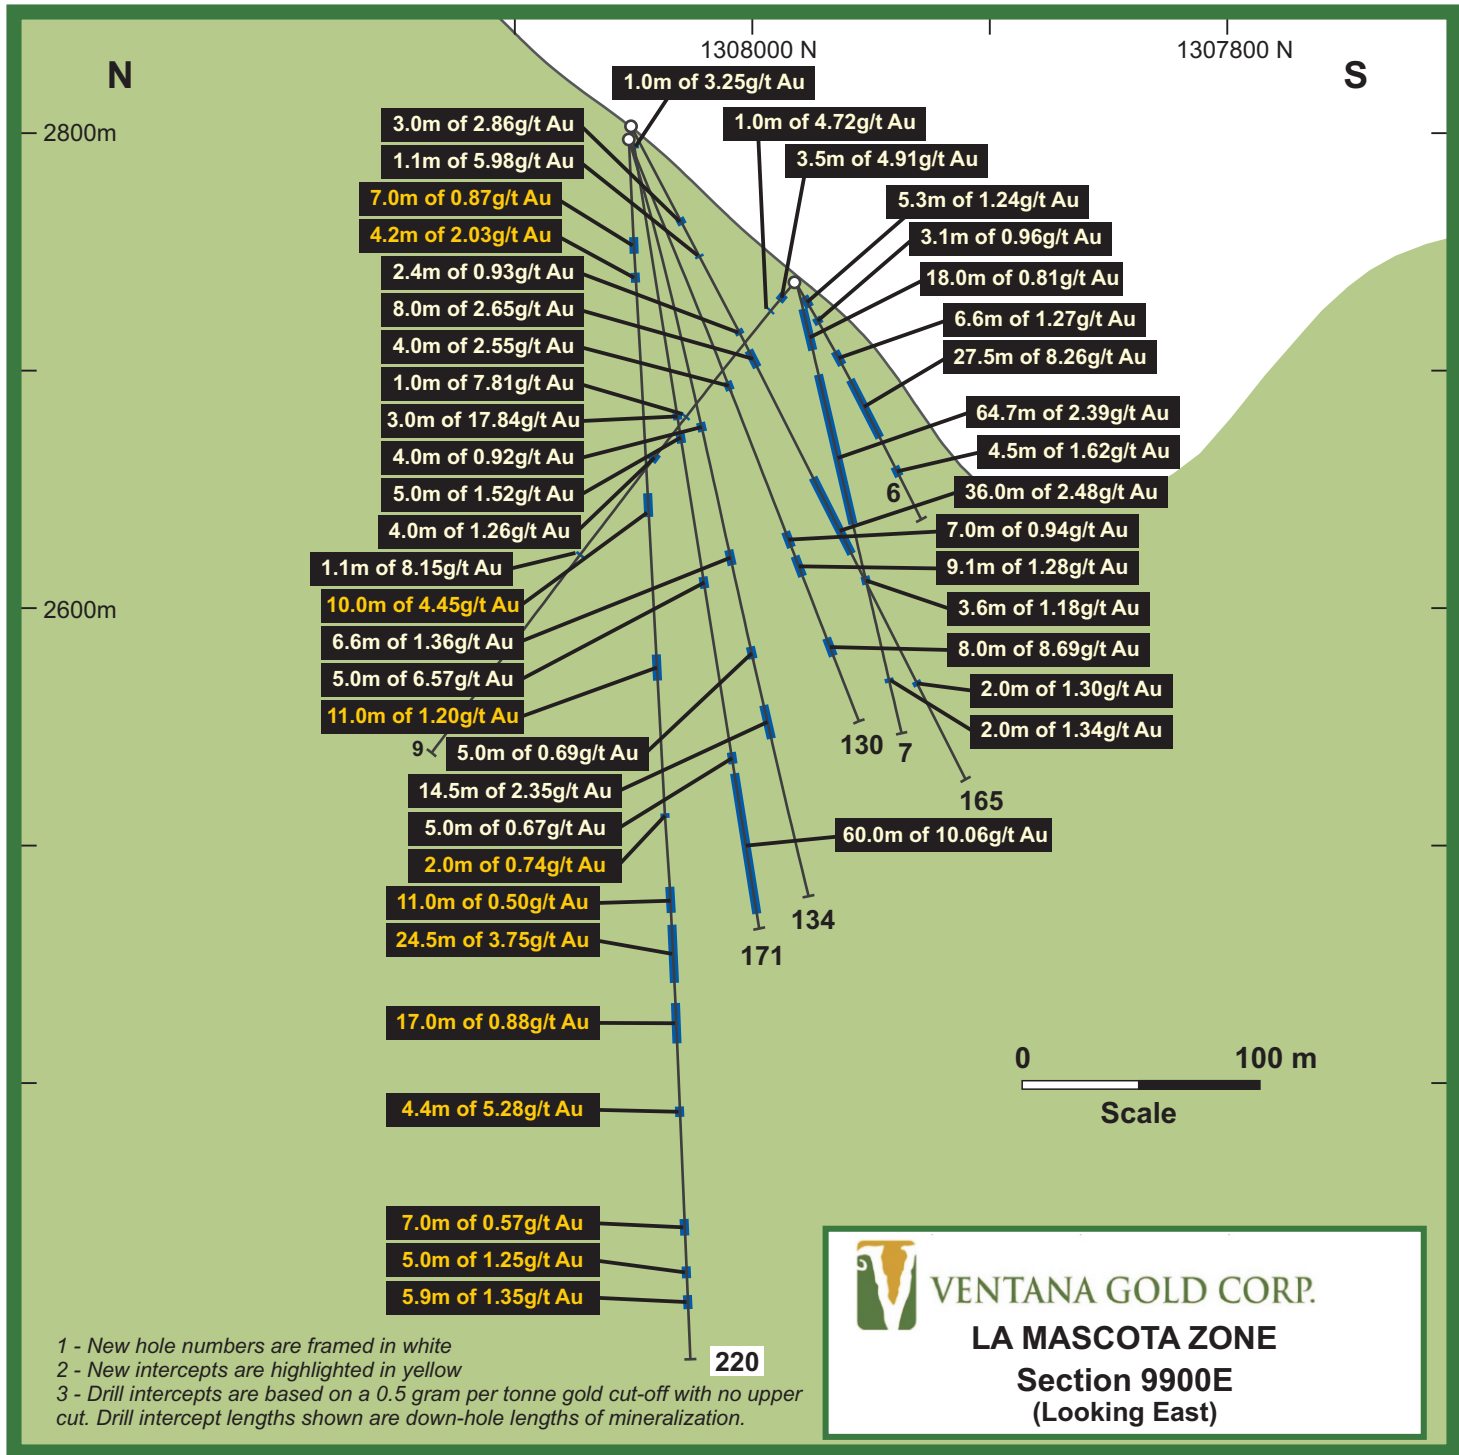 1308000 N
1307800 N
N
S
2800m
2600m
1.0m of 3.25g/t Au
3.0m of 2.86g/t Au
1.1m of 5.98g/t Au
7.0m of 0.87g/t Au
4.2m of 2.03g/t Au
2.4m of 0.93g/t Au
8.0m of 2.65g/t Au
4.0m of 2.55g/t Au
1.0m of 7.81g/t Au
3.0m of 17.84g/t Au
4.0m of 0.92g/t Au
5.0m of 1.52g/t Au
4.0m of 1.26g/t Au
1.1m of 8.15g/t Au
10.0m of 4.45g/t Au
6.6m of 1.36g/t Au
5.0m of 6.57g/t Au
11.0m of 1.20g/t Au
9
5.0m of 0.69g/t Au
14.5m of 2.35g/t Au
5.0m of 0.67g/t Au
2.0m of 0.74g/t Au
11.0m of 0.50g/t Au
24.5m of 3.75g/t Au
17.0m of 0.88g/t Au
4.4m of 5.28g/t Au
7.0m of 0.57g/t Au
5.0m of 1.25g/t Au
5.9m of 1.35g/t Au
1.0m of 4.72g/t Au
3.5m of 4.91g/t Au
5.3m of 1.24g/t Au
3.1m of 0.96g/t Au
18.0m of 0.81g/t Au
6.6m of 1.27g/t Au
27.5m of 8.26g/t Au
64.7m of 2.39g/t Au
4.5m of 1.62g/t Au
6
36.0m of 2.48g/t Au
7.0m of 0.94g/t Au
9.1m of 1.28g/t Au
3.6m of 1.18g/t Au
8.0m of 8.69g/t Au
2.0m of 1.30g/t Au
2.0m of 1.34g/t Au
130
7
165
60.0m of 10.06g/t Au
134
171
220
0
100 m
Scale
1 - New hole numbers are framed in white
2 - New intercepts are highlighted in yellow
3 - Drill intercepts are based on a 0.5 gram per tonne gold cut-off with no upper
cut. Drill intercept lengths shown are down-hole lengths of mineralization.
VENTANA GOLD CORP.
LA MASCOTA ZONE
Section 9900E
(Looking East)